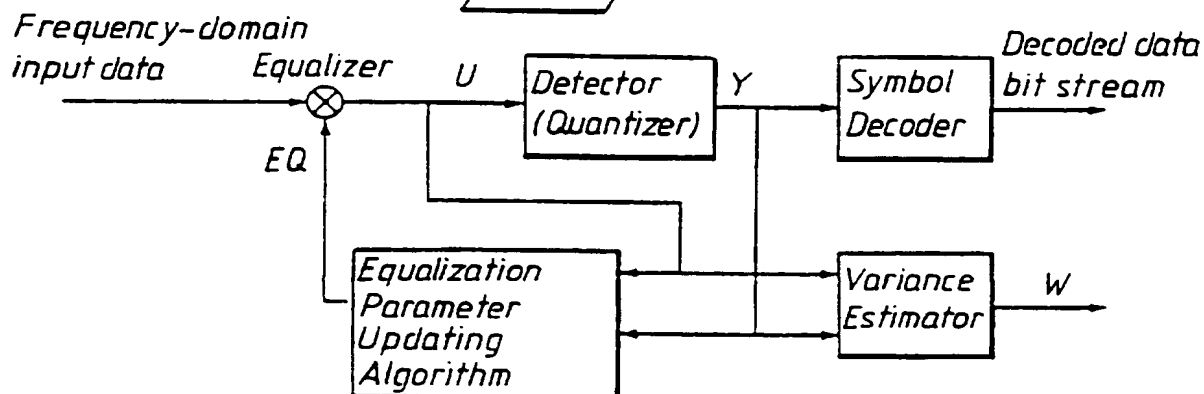 Frequency-domain
input data
Equalizer
U
Detector
(Quantizer)
Y
Symbol
Decoder
Decoded data
bit stream
EQ
Equalization
Parameter
Updating
Algorithm
Variance
Estimator
W